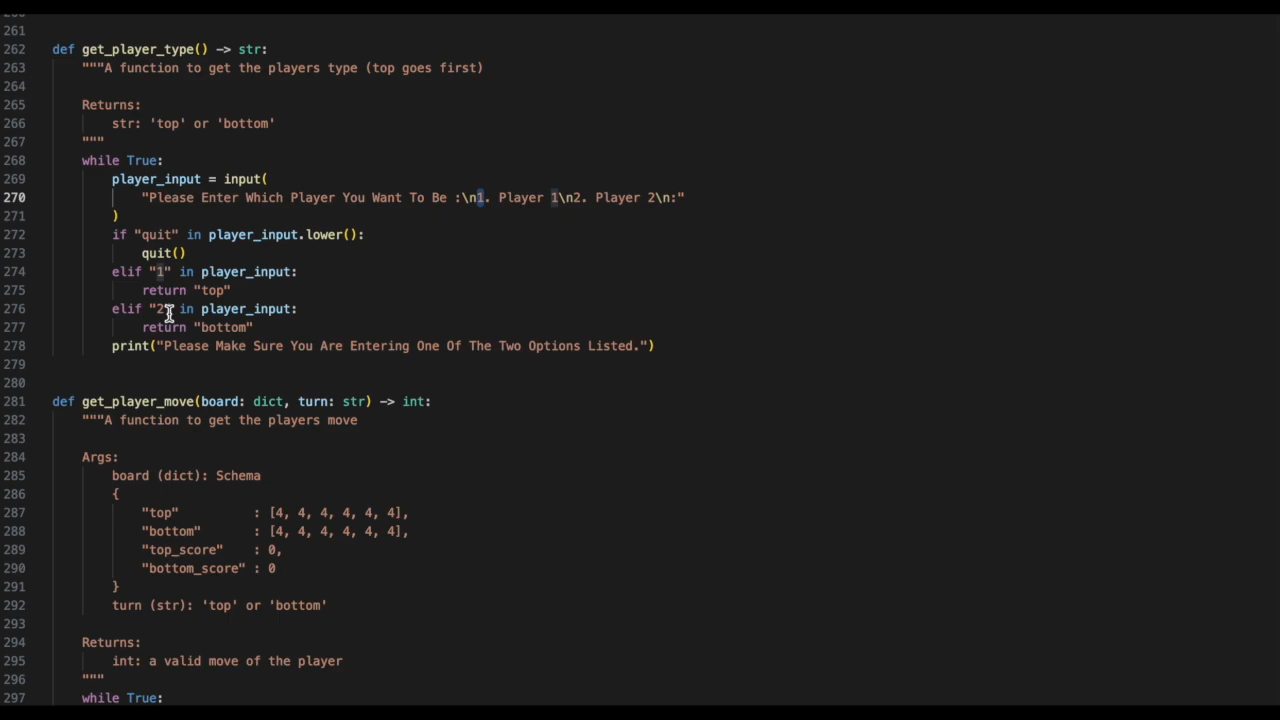 261
262 def get_player_type() -> str:
263 """A function to get the players type (top goes first)
264
265 Returns:
266 str: 'top' or 'bottom'
267 """
268 while True:
269 player_input = input(
270 "Please Enter Which Player You Want To Be :\n1. Player 1\n2. Player 2\n:"
271 )
272 if "quit" in player_input.lower():
273 quit()
274 elif "1" in player_input:
275 return "top"
276 elif "2" in player_input:
277 return "bottom"
278 print("Please Make Sure You Are Entering One Of The Two Options Listed.")
279
280
281 def get_player_move(board: dict, turn: str) -> int:
282 """A function to get the players move
283
284 Args:
285 board (dict): Schema
286 {
287 "top" : [4, 4, 4, 4, 4, 4],
288 "bottom" : [4, 4, 4, 4, 4, 4],
289 "top_score" : 0,
290 "bottom_score" : 0
291 }
292 turn (str): 'top' or 'bottom'
293
294 Returns:
295 int: a valid move of the player
296 """
297 while True: